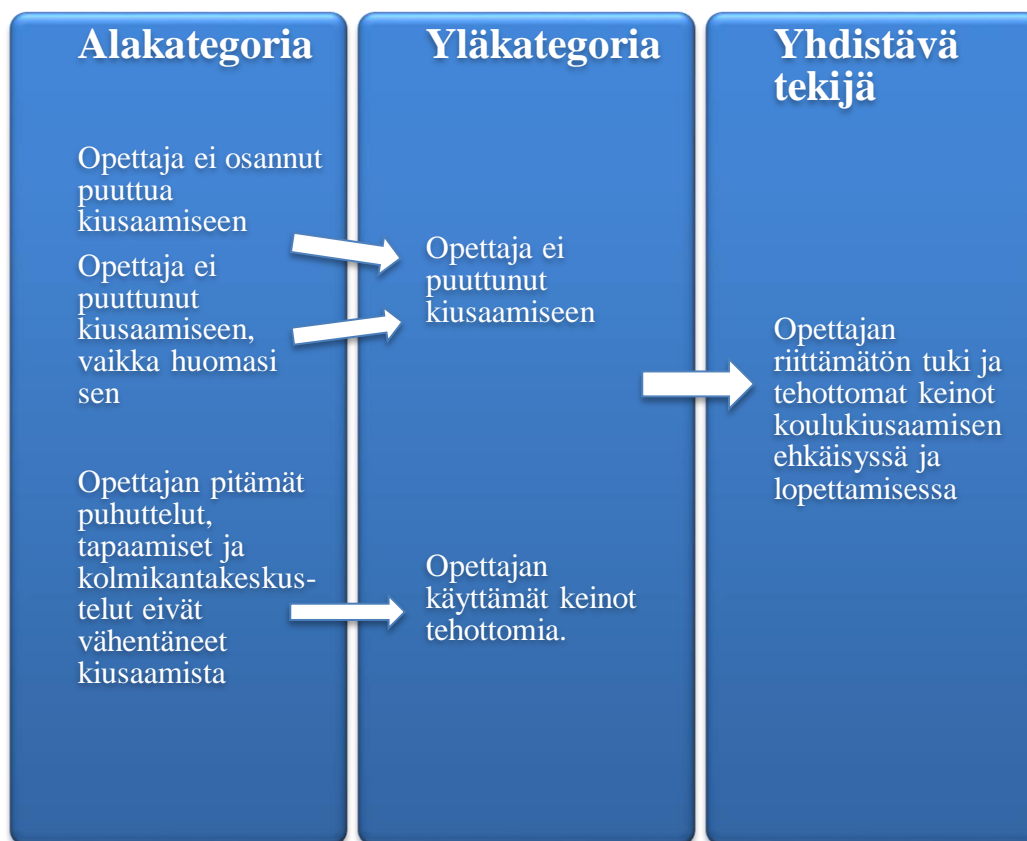 Alakategoria
Opettaja ei osannut
puuttua
kiusaamiseen
Opettaja ei
puuttunut
kiusaamiseen,
vaikka huomasi
sen
Opettajan pitämät
puhuttelut,
tapaamiset ja
kolmikantakeskus-
telut eivät
vähentäneet
kiusaamista
Yläkategoria
Opettaja ei
puuttunut
kiusaamiseen
Opettajan
käyttämät keinot
tehottomia.
Yhdistävä
tekijä
Opettajan
riittämätön tuki ja
tehottomat keinot
koulukiusaamisen
ehkäisyssä ja
lopettamisessa